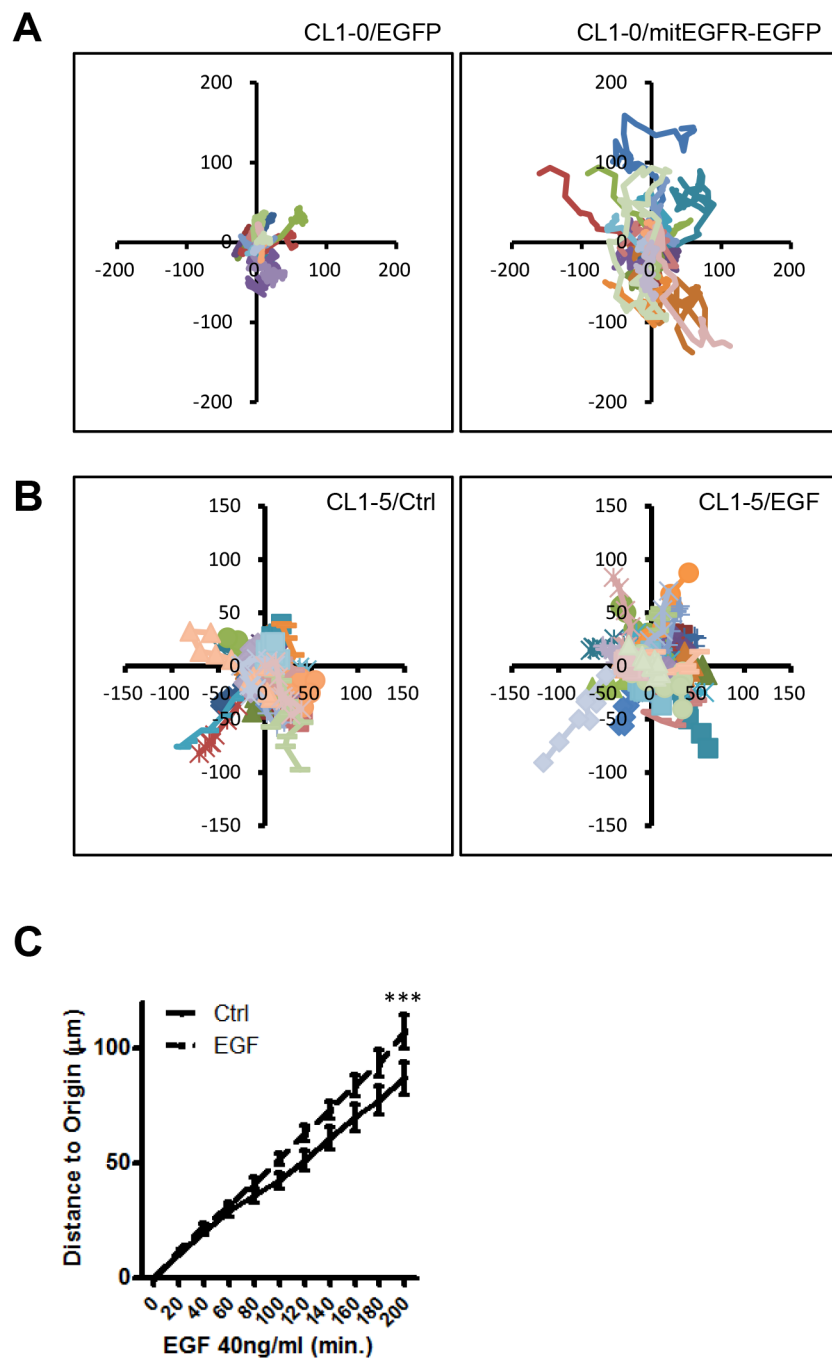 A
CL1-0/EGFP
CL1-0/mitEGFR-EGFP
200
100
0
-200 -100 0 100 200
-100
-200
200
100
0
-200 -100 0 100 200
-100
-200
B
CL1-5/Ctrl
CL1-5/EGF
150
100
50
0
-150 -100 -50 0 50 100 150
-50
-100
-150
150
100
50
0
-150 -100 -50 0 50 100 150
-50
-100
-150
C
***
Ctrl
EGF
100
50
0
Distance to Origin (μm)
0 20 40 60 80 100 120 140 160 180 200
EGF 40ng/ml (min.)